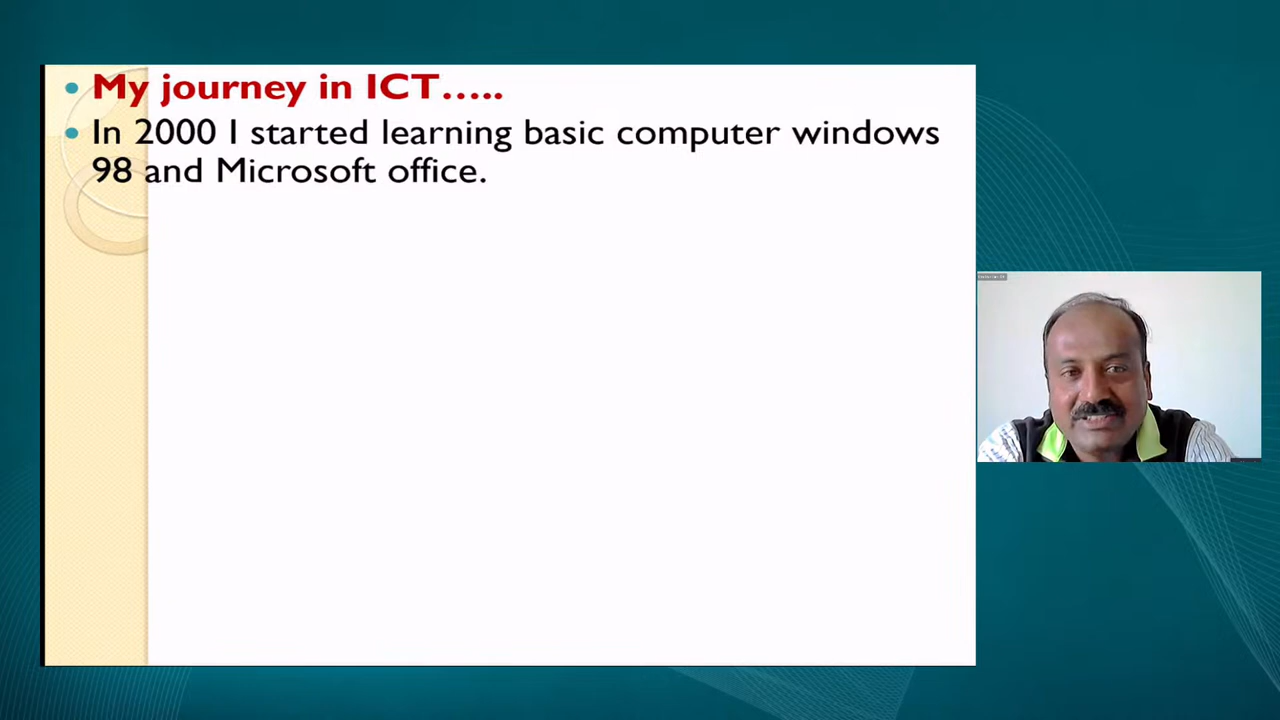 My journey in ICT…..
In 2000 I started learning basic computer windows
98 and Microsoft office.